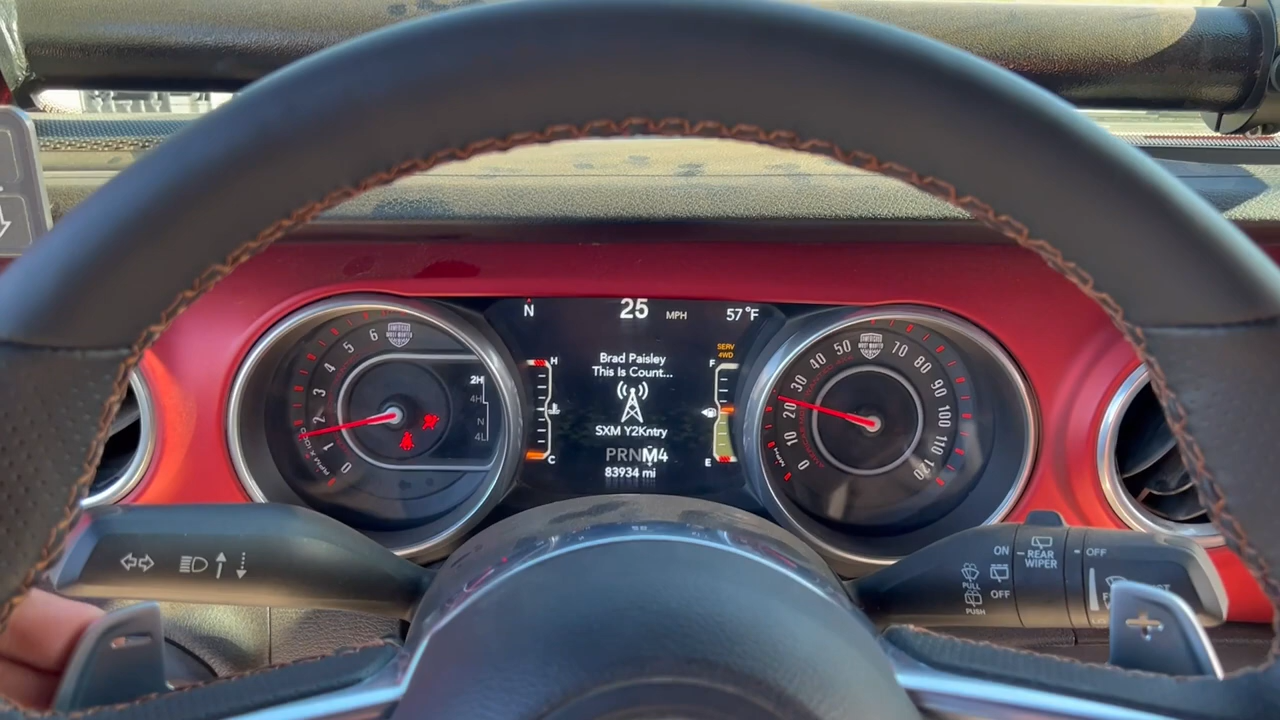 N 25 MPH 57°F
SERV
4WD
Brad Paisley
This Is Count...
SXM Y2Kntry
PRNM4
83934 mi
H
C
F
E
0 1 2 3 4 5 6
2H
4H
N
4L
0 10 20 30 40 50 70 80 90 100 110 120
MPH
ON
REAR
WIPER
OFF
PULL
OFF
PUSH